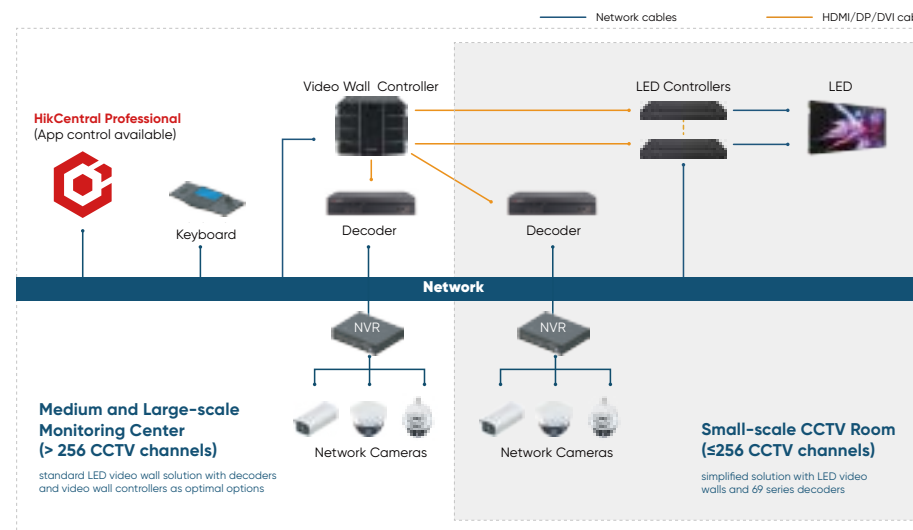 Network cables
HDMI/DP/DVI cab
Video Wall Controller
LED Controllers
LED
HikCentral Professional
(App control available)
Keyboard
Decoder
Decoder
Network
NVR
NVR
Medium and Large-scale
Monitoring Center
(> 256 CCTV channels)
standard LED video wall solution with decoders
and video wall controllers as optimal options
Network Cameras
Network Cameras
Small-scale CCTV Room
(≤256 CCTV channels)
simplified solution with LED video
walls and 69 series decoders